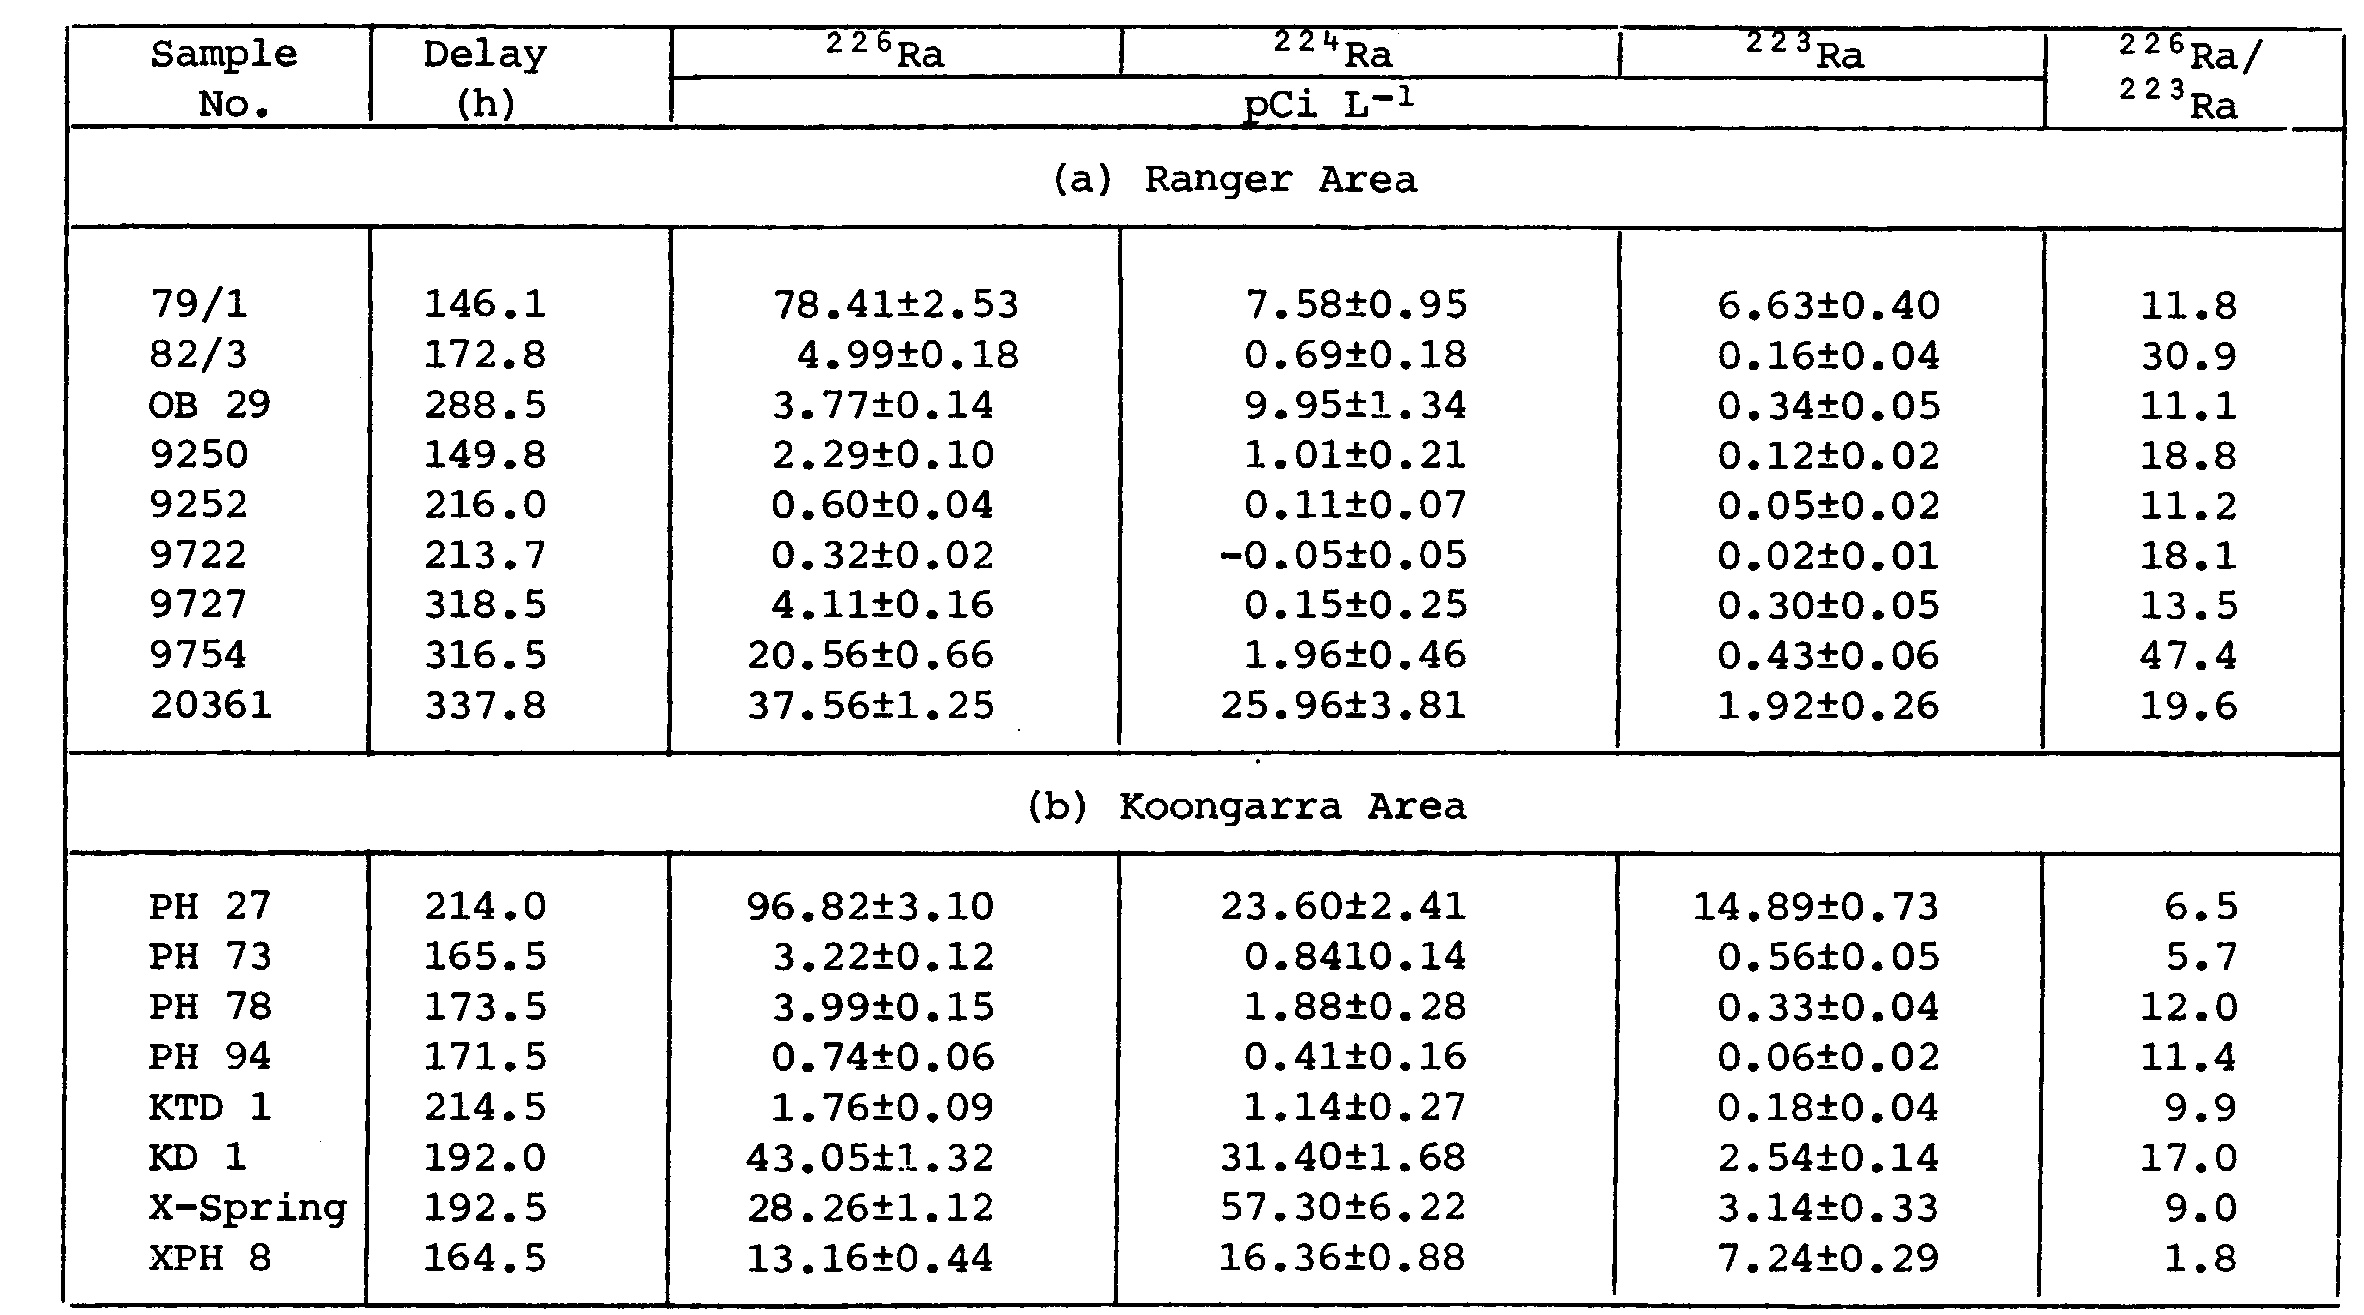 Sample Delay ²²⁶Ra ²²⁴Ra ²²³Ra ²²⁶Ra/
No. (h) pCi L⁻¹ ²²³Ra
(a) Ranger Area
79/1 146.1 78.41±2.53 7.58±0.95 6.63±0.40 11.8
82/3 172.8 4.99±0.18 0.69±0.18 0.16±0.04 30.9
OB 29 288.5 3.77±0.14 9.95±1.34 0.34±0.05 11.1
9250 149.8 2.29±0.10 1.01±0.21 0.12±0.02 18.8
9252 216.0 0.60±0.04 0.11±0.07 0.05±0.02 11.2
9722 213.7 0.32±0.02 -0.05±0.05 0.02±0.01 18.1
9727 318.5 4.11±0.16 0.15±0.25 0.30±0.05 13.5
9754 316.5 20.56±0.66 1.96±0.46 0.43±0.06 47.4
20361 337.8 37.56±1.25 25.96±3.81 1.92±0.26 19.6
(b) Koongarra Area
PH 27 214.0 96.82±3.10 23.60±2.41 14.89±0.73 6.5
PH 73 165.5 3.22±0.12 0.8410.14 0.56±0.05 5.7
PH 78 173.5 3.99±0.15 1.88±0.28 0.33±0.04 12.0
PH 94 171.5 0.74±0.06 0.41±0.16 0.06±0.02 11.4
KTD 1 214.5 1.76±0.09 1.14±0.27 0.18±0.04 9.9
KD 1 192.0 43.05±1.32 31.40±1.68 2.54±0.14 17.0
X-Spring 192.5 28.26±1.12 57.30±6.22 3.14±0.33 9.0
XPH 8 164.5 13.16±0.44 16.36±0.88 7.24±0.29 1.8